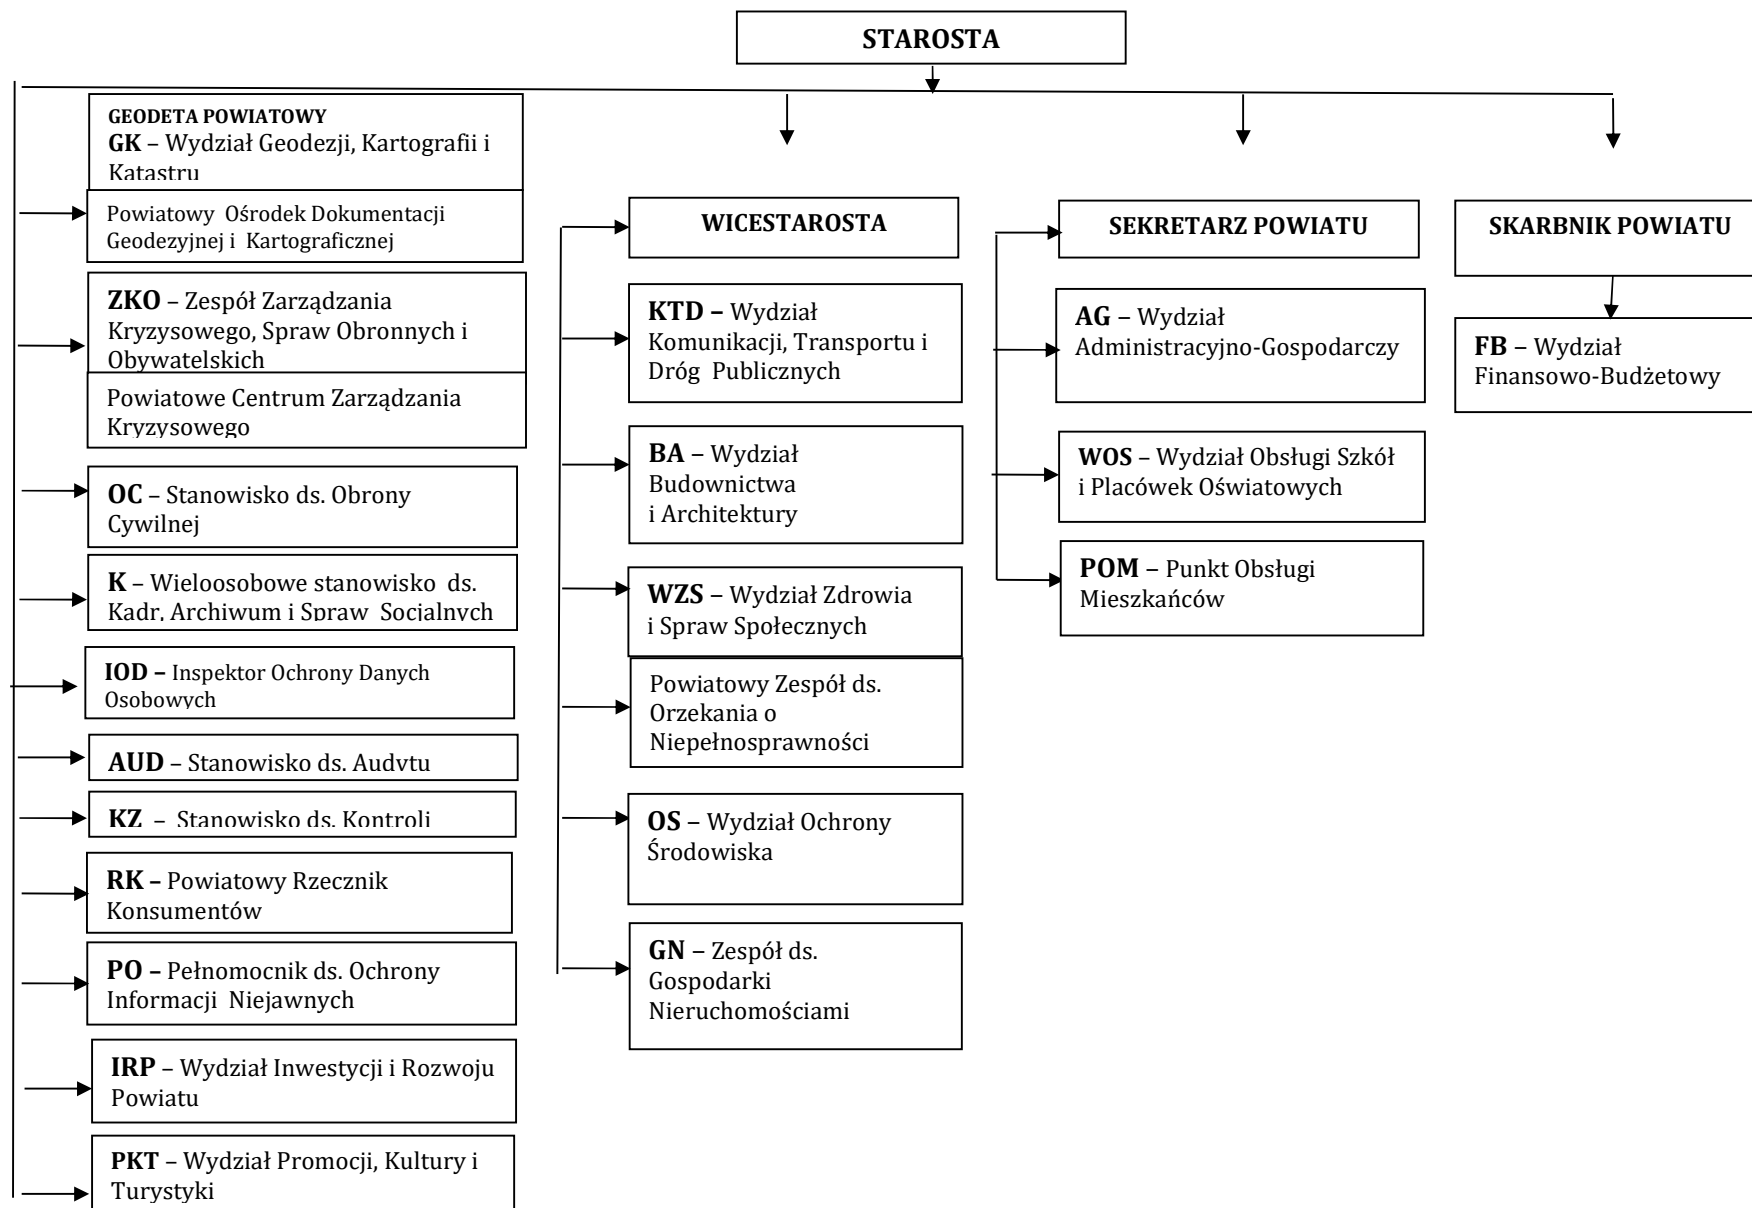 STAROSTA
GEODETA POWIATOWY
GK – Wydział Geodezji, Kartografii i
Katastru
Powiatowy Ośrodek Dokumentacji
Geodezyjnej i Kartograficznej
ZKO – Zespół Zarządzania
Kryzysowego, Spraw Obronnych i
Obywatelskich
Powiatowe Centrum Zarządzania
Kryzysowego
OC – Stanowisko ds. Obrony
Cywilnej
K – Wieloosobowe stanowisko ds.
Kadr, Archiwum i Spraw Socjalnych
IOD – Inspektor Ochrony Danych
Osobowych
AUD – Stanowisko ds. Audytu
KZ – Stanowisko ds. Kontroli
RK – Powiatowy Rzecznik
Konsumentów
PO – Pełnomocnik ds. Ochrony
Informacji Niejawnych
IRP – Wydział Inwestycji i Rozwoju
Powiatu
PKT – Wydział Promocji, Kultury i
Turystyki
WICESTAROSTA
KTD – Wydział
Komunikacji, Transportu i
Dróg Publicznych
BA – Wydział
Budownictwa
i Architektury
WZS – Wydział Zdrowia
i Spraw Społecznych
Powiatowy Zespół ds.
Orzekania o
Niepełnosprawności
OS – Wydział Ochrony
Środowiska
GN – Zespół ds.
Gospodarki
Nieruchomościami
SEKRETARZ POWIATU
AG – Wydział
Administracyjno-Gospodarczy
WOS – Wydział Obsługi Szkół
i Placówek Oświatowych
POM – Punkt Obsługi
Mieszkańców
SKARBNIK POWIATU
FB – Wydział
Finansowo-Budżetowy